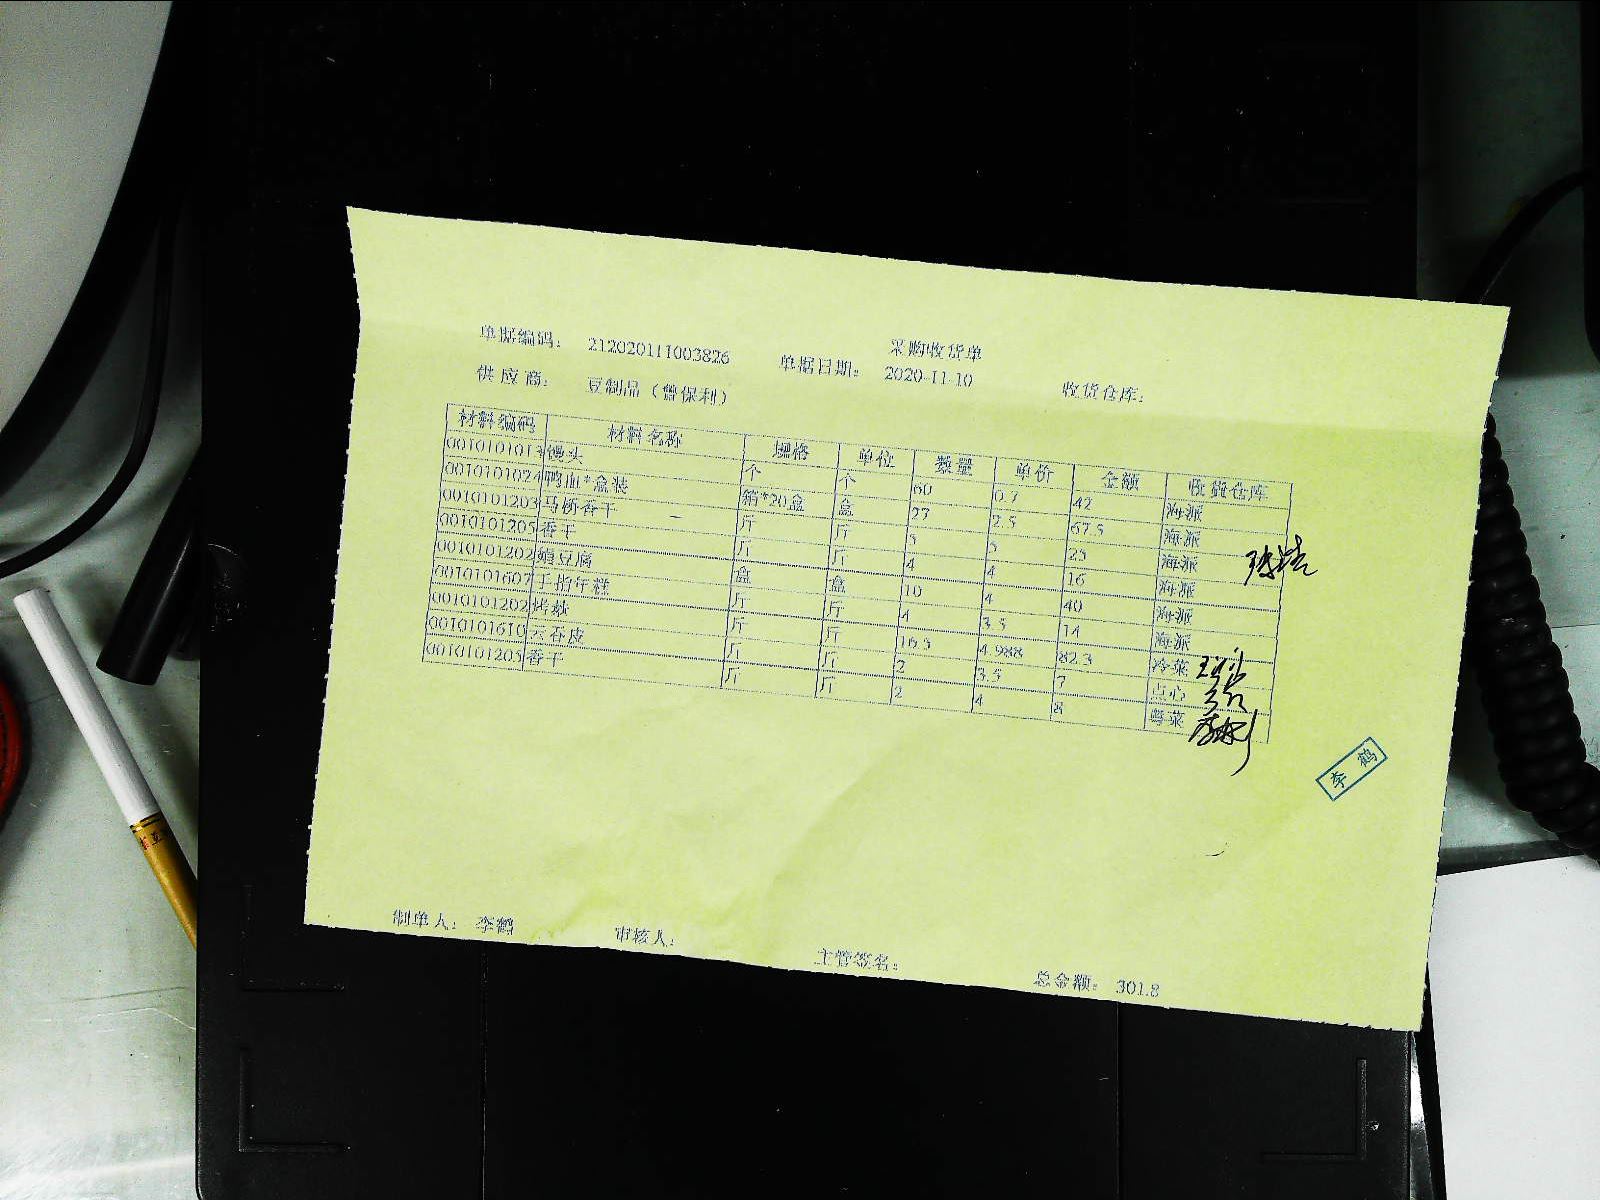 采购收货单
单据编码: 212020111003826 单据日期: 2020-11-10 收货仓库:
供应商: 豆制品(曾保利)
材料编码 材料名称 规格 单位 数量 单价 金额 收货仓库
001010101 馒头 个 个 60 0.7 42 海派
0010101024 鸭血*盒装 箱*20盒 盒 27 2.5 67.5 海派
0010101203 马桥香干 斤 斤 5 5 25 海派
0010101205 香干 斤 斤 4 4 16 海派
0010101202 绢豆腐 盒 盒 10 4 40 海派
0010101607 手指年糕 斤 斤 4 3.5 14 海派
0010101202 烤麸 斤 斤 16.5 4.988 82.3 冷菜
0010101610 云吞皮 斤 斤 2 3.5 7 点心
0010101205 香干 斤 斤 2 4 8 粤菜
李鹤
制单人: 李鹤 审核人: 主管签名: 总金额: 301.8